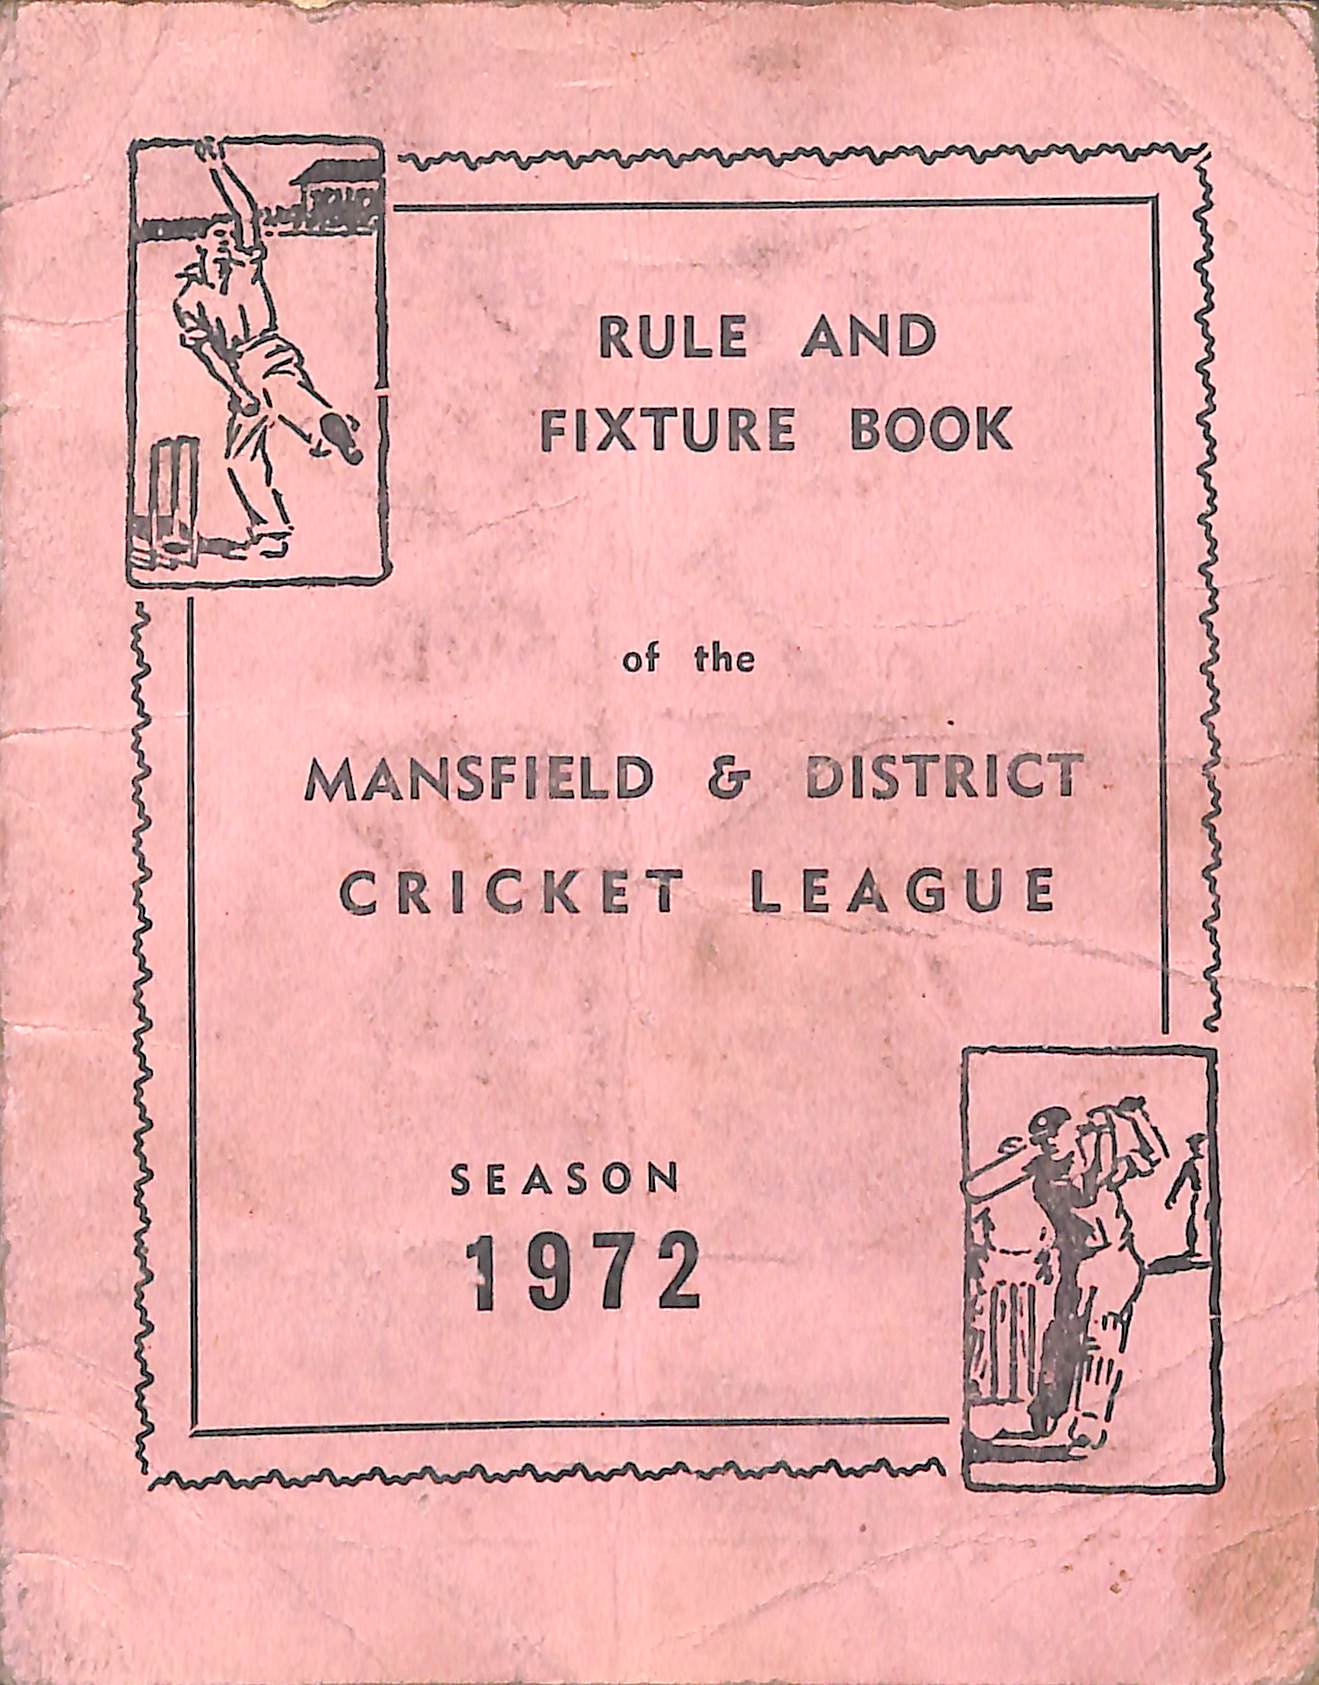 RULE AND
FIXTURE BOOK
of the
MANSFIELD & DISTRICT
CRICKET LEAGUE
SEASON
1972